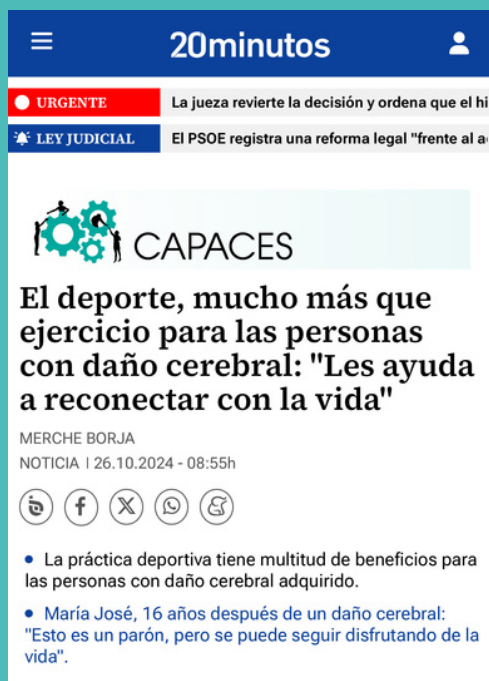 20minutos
URGENTE La jueza revierte la decisión y ordena que el hi
LEY JUDICIAL El PSOE registra una reforma legal "frente al a
CAPACES
El deporte, mucho más que
ejercicio para las personas
con daño cerebral: "Les ayuda
a reconectar con la vida"
MERCHE BORJA
NOTICIA | 26.10.2024 - 08:55h
• La práctica deportiva tiene multitud de beneficios para
las personas con daño cerebral adquirido.
• María José, 16 años después de un daño cerebral:
"Esto es un parón, pero se puede seguir disfrutando de la
vida".